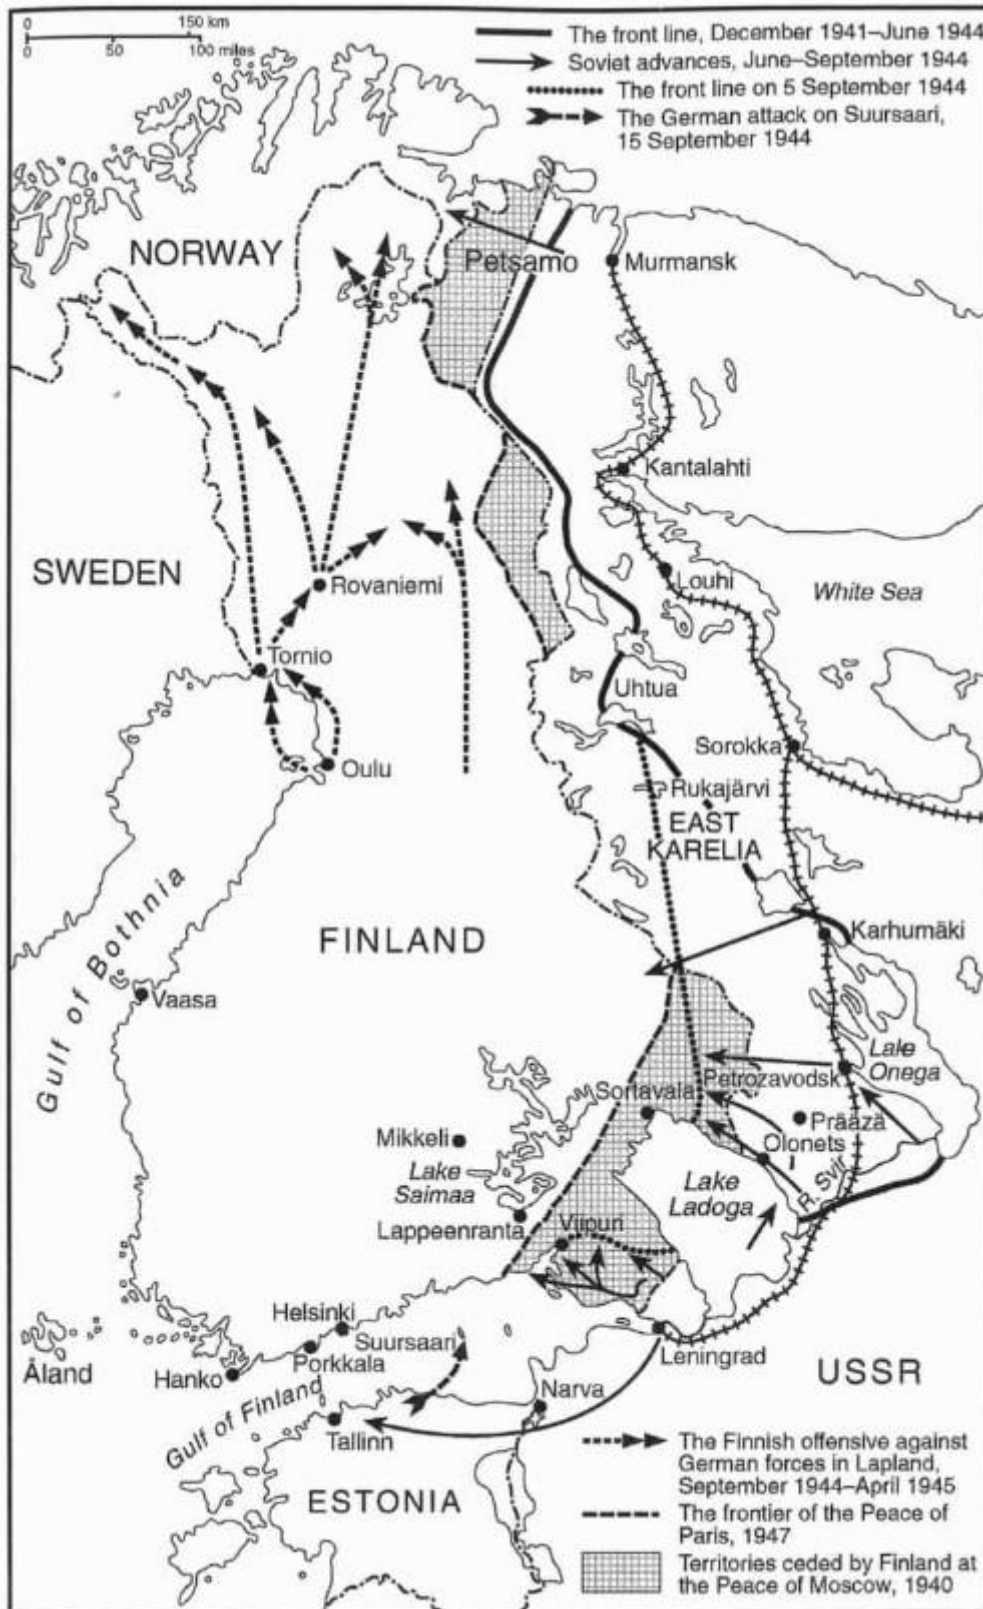 0 150 km
0 50 100 miles
The front line, December 1941–June 1944
Soviet advances, June–September 1944
The front line on 5 September 1944
The German attack on Suursaari,
15 September 1944
NORWAY
Petsamo
Murmansk
Kantalahti
SWEDEN
Rovaniemi
Louhi
White Sea
Tornio
Uhtua
Oulu
Sorokka
Rukajärvi
EAST
KARELIA
Gulf of Bothnia
FINLAND
Karhumäki
Vaasa
Lake
Onega
Sortavala
Petrozavodsk
Präazä
Mikkeli
Olonets
Lake
Saimaa
Lake
Ladoga
R. Svir
Lappeenranta
Viipuri
Helsinki
Suursaari
Porkkala
Leningrad
Åland
Hanko
USSR
Gulf of Finland
Narva
Tallinn
ESTONIA
The Finnish offensive against
German forces in Lapland,
September 1944–April 1945
The frontier of the Peace of
Paris, 1947
Territories ceded by Finland at
the Peace of Moscow, 1940